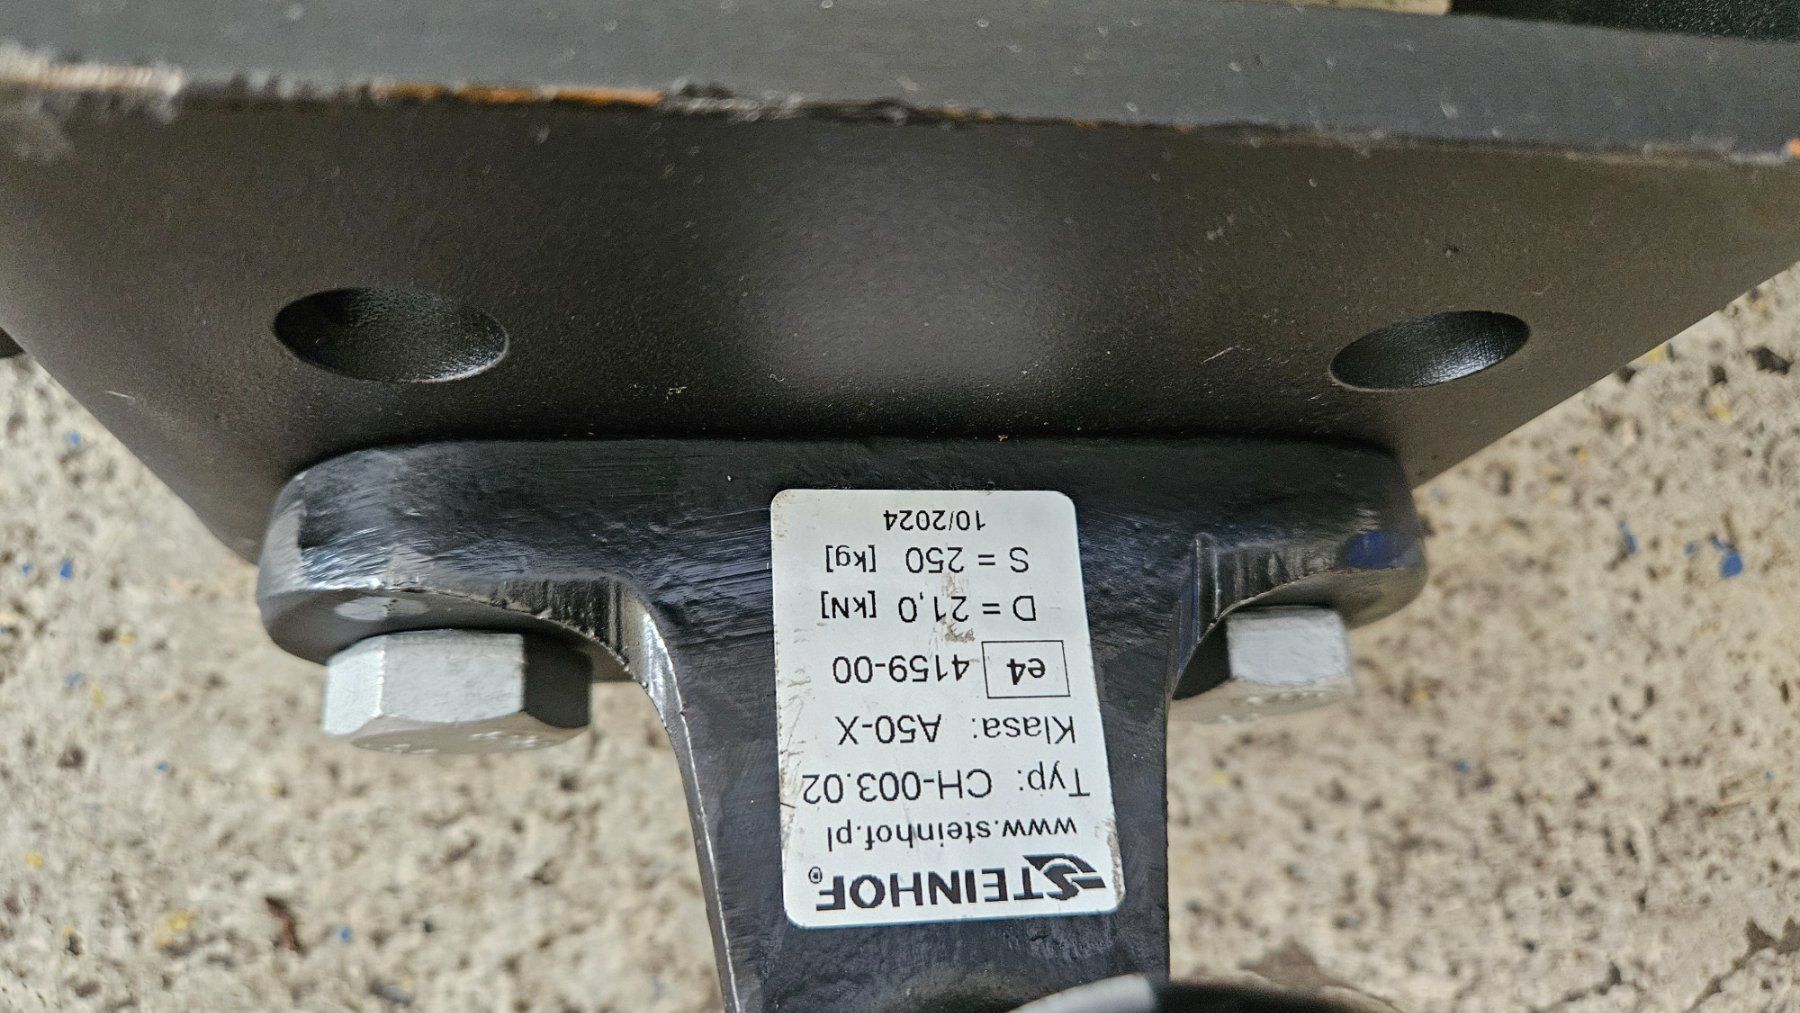 STEINHOF®
www.steinhof.pl
Typ: CH-003.02
Klasa: A50-X
e4 4159-00
D = 21,0 [kN]
S = 250 [kg]
10/2024